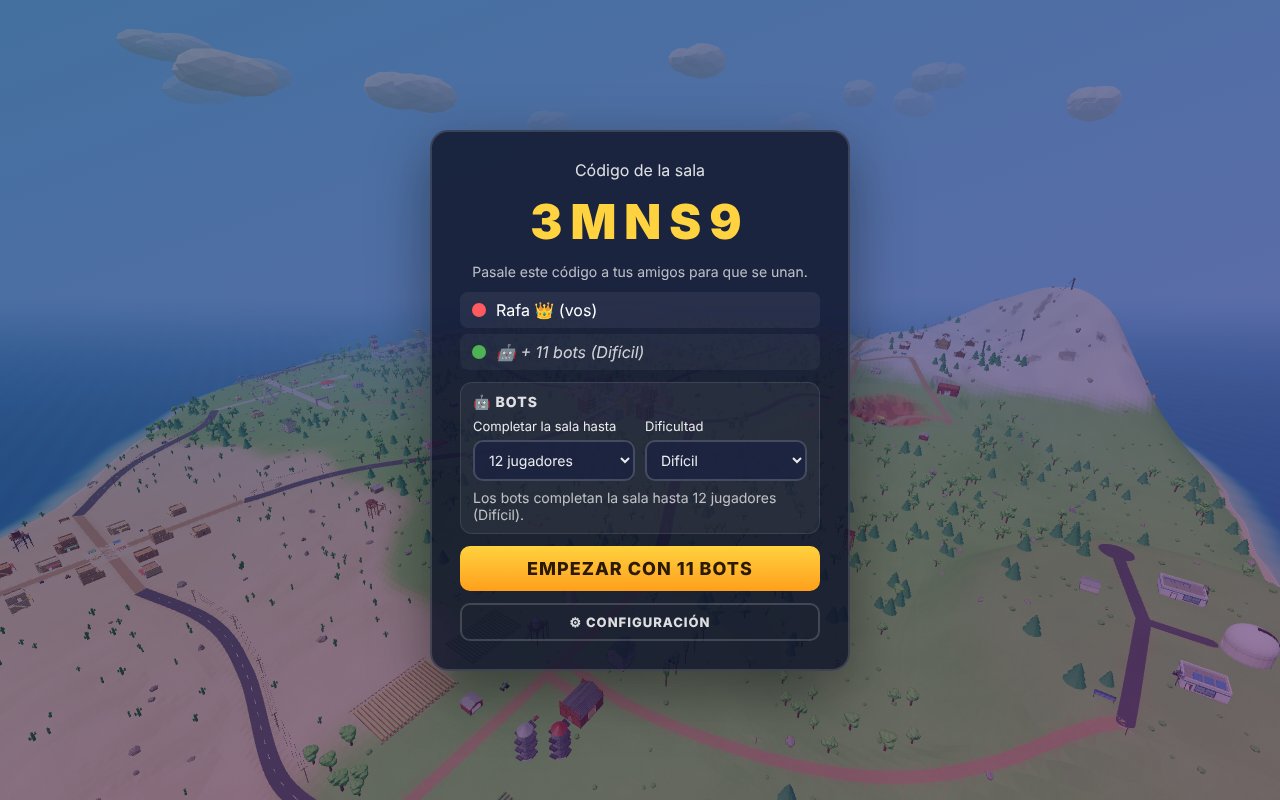 Código de la sala
3MNS9
Pasale este código a tus amigos para que se unan.
Rafa 👑 (vos)
🤖 + 11 bots (Difícil)
🤖 BOTS
Completar la sala hasta Dificultad
12 jugadores Difícil
Los bots completan la sala hasta 12 jugadores
(Difícil).
EMPEZAR CON 11 BOTS
⚙ CONFIGURACIÓN